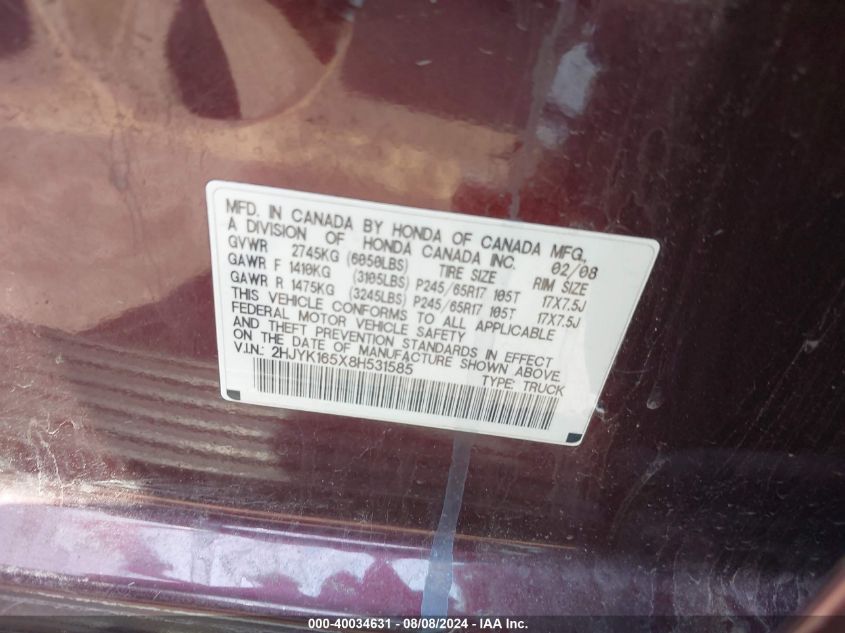 MFD. IN CANADA BY HONDA OF CANADA MFG.,
A DIVISION OF HONDA CANADA INC. 02/08
GVWR 2745KG (6050LBS) TIRE SIZE RIM SIZE
GAWR F 1410KG (3105LBS) P245/65R17 105T 17X7.5J
GAWR R 1475KG (3245LBS) P245/65R17 105T 17X7.5J
THIS VEHICLE CONFORMS TO ALL APPLICABLE
FEDERAL MOTOR VEHICLE SAFETY
AND THEFT PREVENTION STANDARDS IN EFFECT
ON THE DATE OF MANUFACTURE SHOWN ABOVE.
V.I.N.: 2HJYK165X8H531585 TYPE: TRUCK
000-40034631 - 08/08/2024 - IAA Inc.